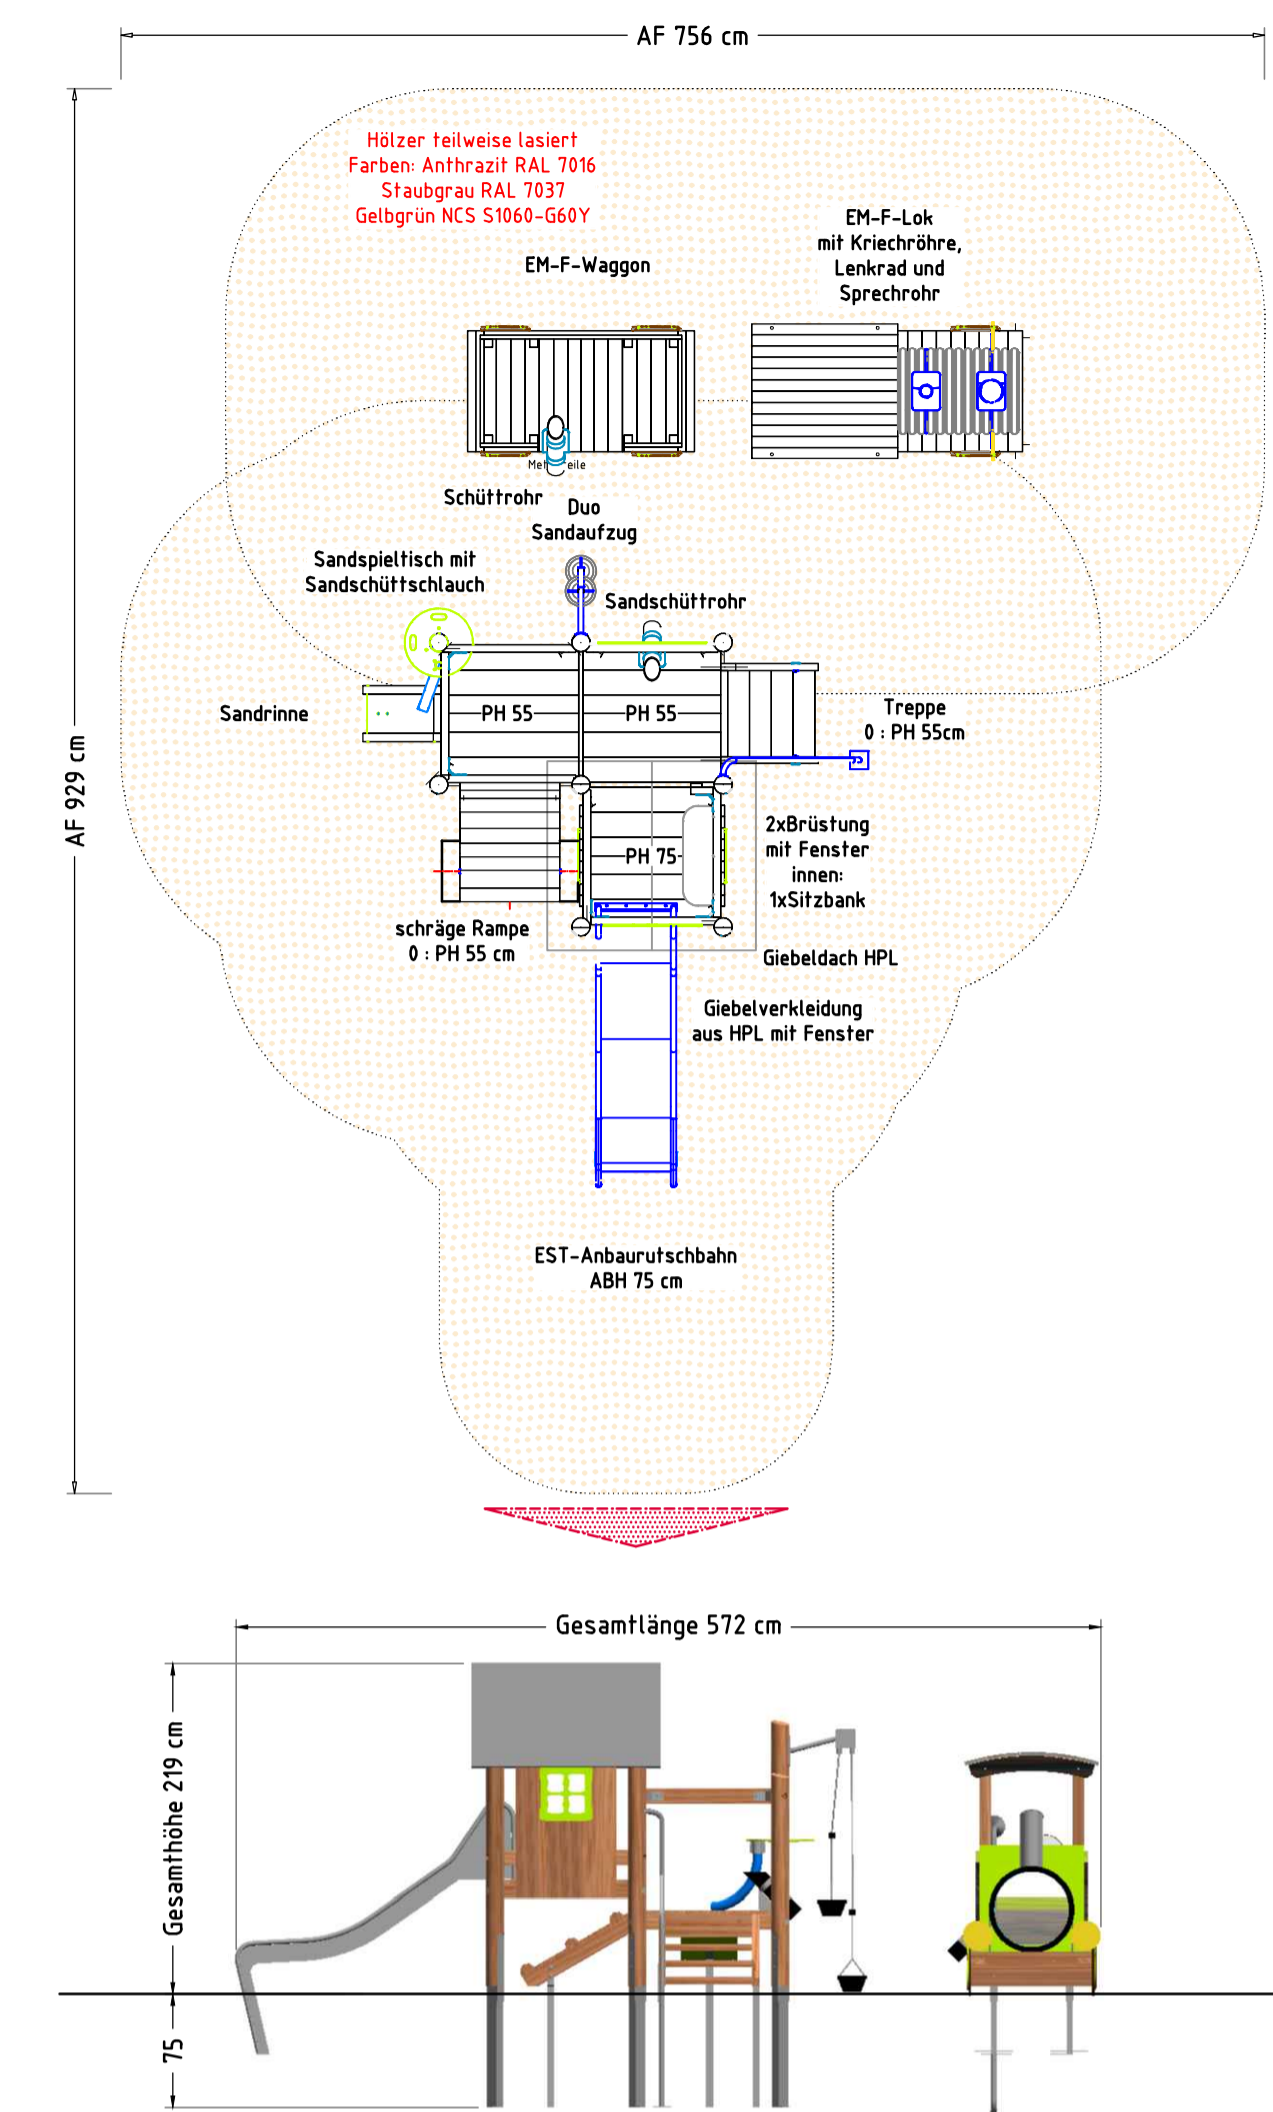 AF 756 cm
Hölzer teilweise lasiert
Farben: Anthrazit RAL 7016
Staubgrau RAL 7037
Gelbgrün NCS S1060-G60Y
EM-F-Lok
mit Kriechröhre,
Lenkrad und
Sprechrohr
EM-F-Waggon
Schüttrohr
Duo
Sandaufzug
Sandspieltisch mit
Sandschüttschlauch
Sandschüttrohr
Sandrinne
PH 55
PH 55
Treppe
0 : PH 55cm
AF 929 cm
2xBrüstung
mit Fenster
innen:
1xSitzbank
PH 75
schräge Rampe
0 : PH 55 cm
Giebeldach HPL
Giebelverkleidung
aus HPL mit Fenster
EST-Anbaurutschbahn
ABH 75 cm
Gesamtlänge 572 cm
Gesamthöhe 219 cm
75